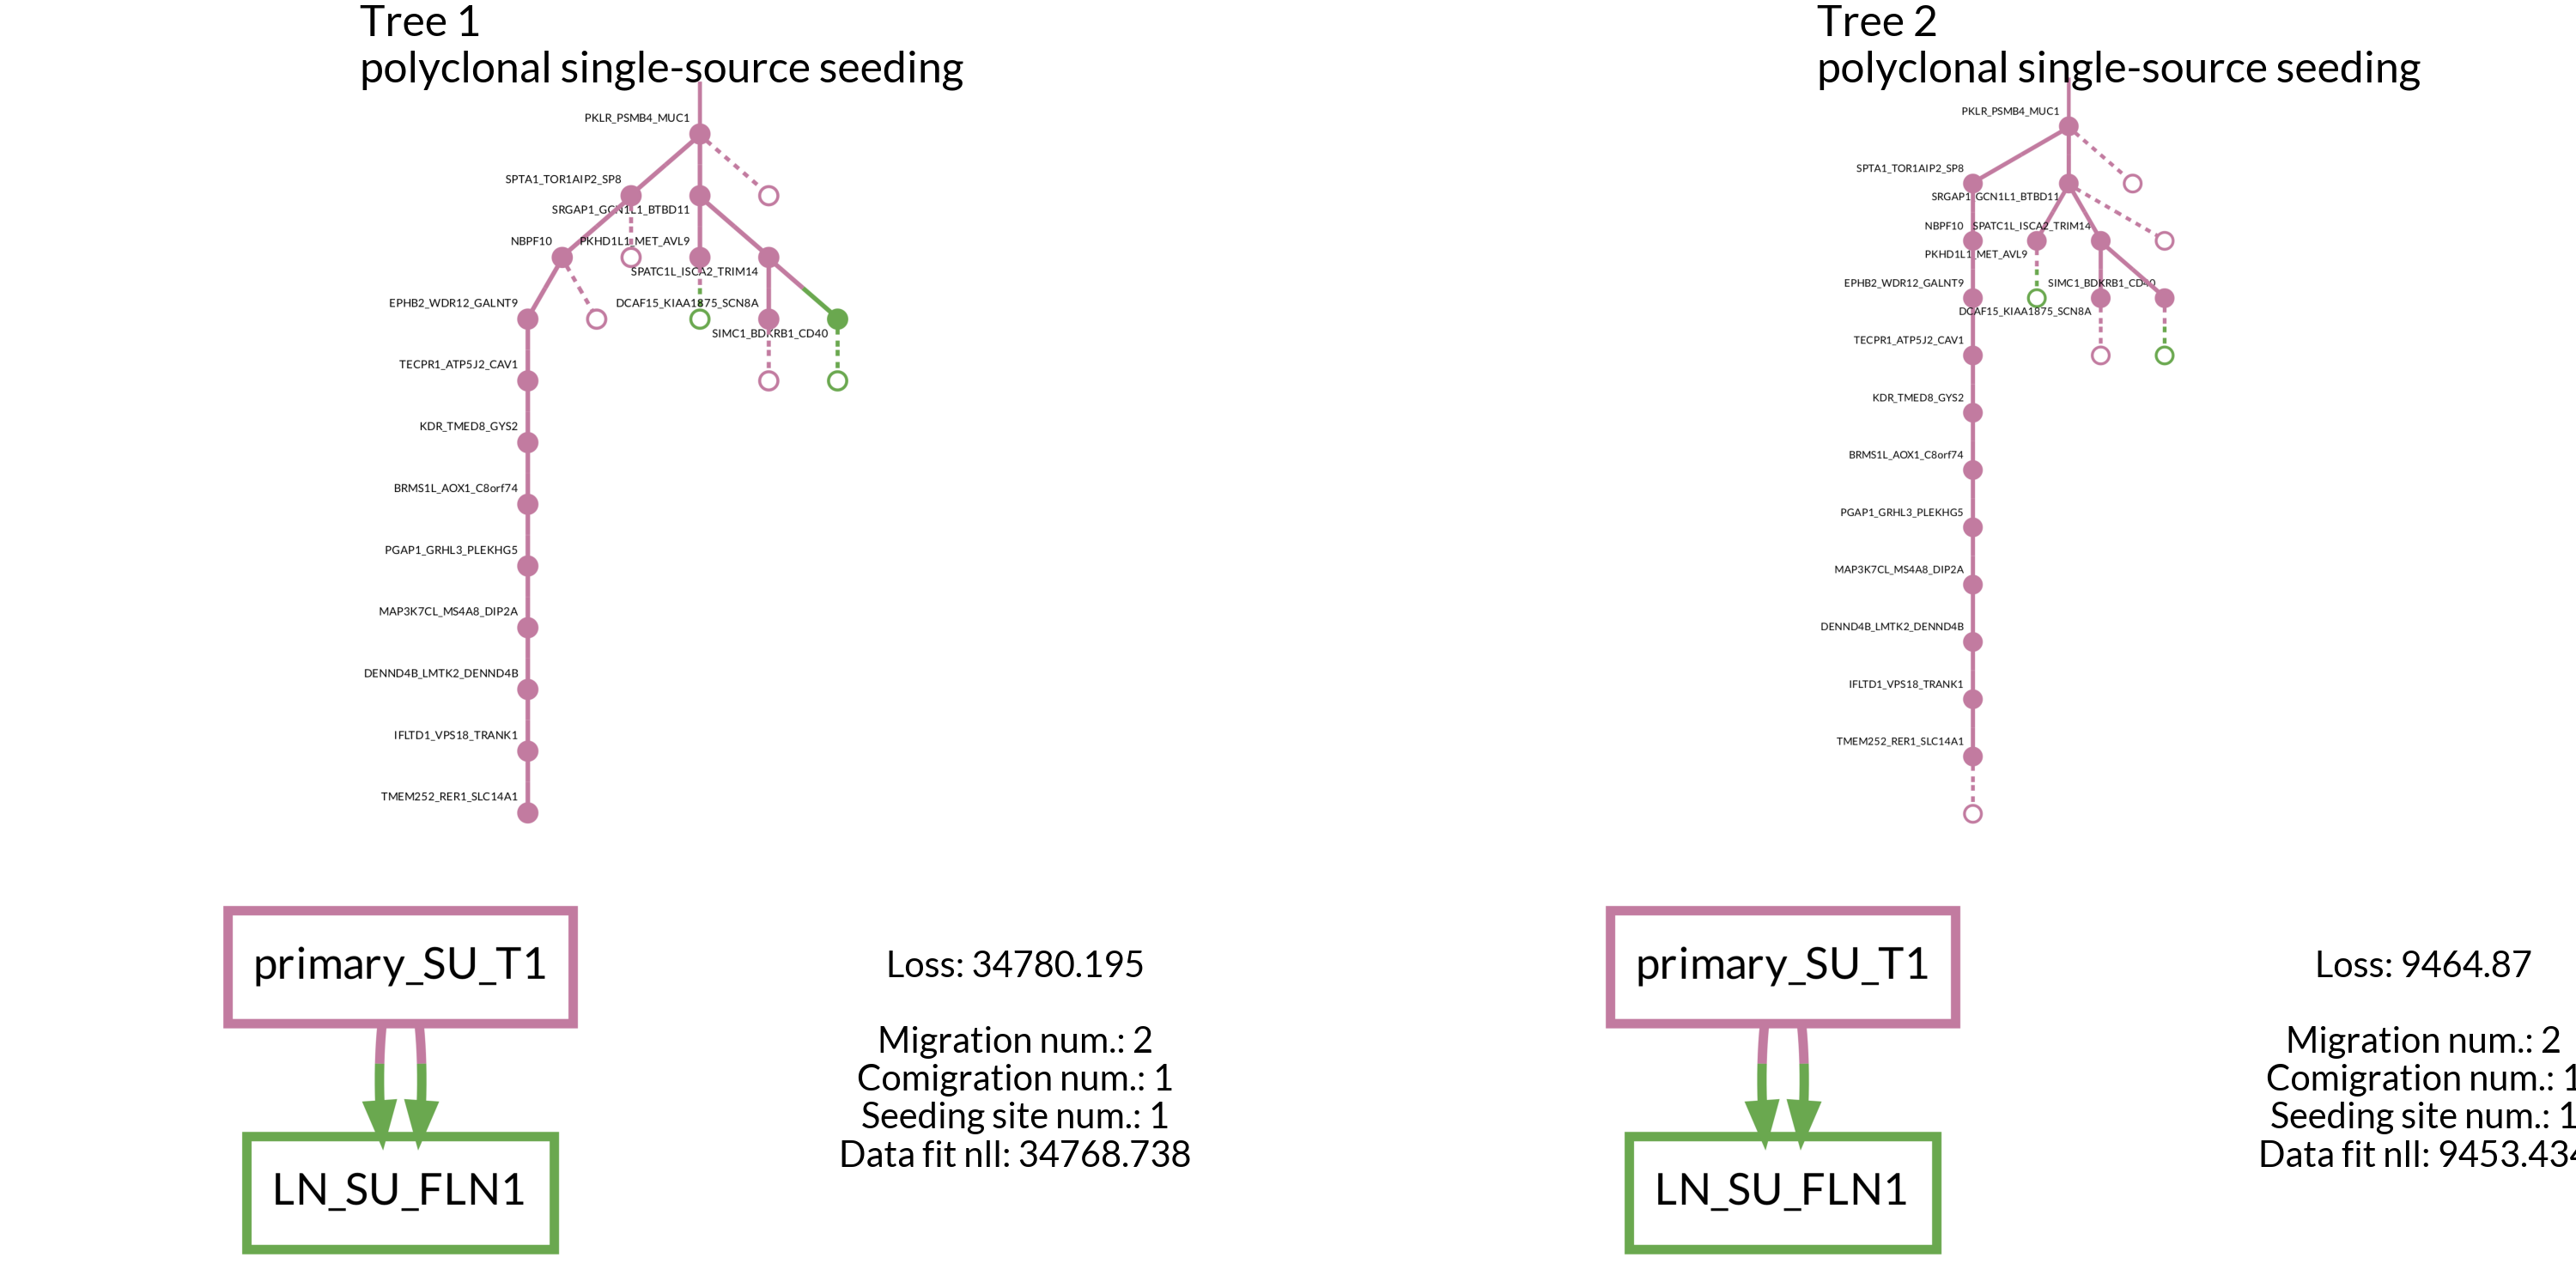 Tree 1
polyclonal single-source seeding
PKLR_PSMB4_MUC1
SPTA1_TOR1AIP2_SP8
SRGAP1_GCN1L1_BTBD11
NBPF10
PKHD1L1_MET_AVL9
SPATC1L_ISCA2_TRIM14
EPHB2_WDR12_GALNT9
DCAF15_KIAA1875_SCN8A
SIMC1_BDKRB1_CD40
TECPR1_ATP5J2_CAV1
KDR_TMED8_GYS2
BRMS1L_AOX1_C8orf74
PGAP1_GRHL3_PLEKHG5
MAP3K7CL_MS4A8_DIP2A
DENND4B_LMTK2_DENND4B
IFLTD1_VPS18_TRANK1
TMEM252_RER1_SLC14A1
primary_SU_T1
LN_SU_FLN1
Loss: 34780.195
Migration num.: 2
Comigration num.: 1
Seeding site num.: 1
Data fit nll: 34768.738
Tree 2
polyclonal single-source seeding
PKLR_PSMB4_MUC1
SPTA1_TOR1AIP2_SP8
SRGAP1_GCN1L1_BTBD11
NBPF10
SPATC1L_ISCA2_TRIM14
PKHD1L1_MET_AVL9
EPHB2_WDR12_GALNT9
SIMC1_BDKRB1_CD40
DCAF15_KIAA1875_SCN8A
TECPR1_ATP5J2_CAV1
KDR_TMED8_GYS2
BRMS1L_AOX1_C8orf74
PGAP1_GRHL3_PLEKHG5
MAP3K7CL_MS4A8_DIP2A
DENND4B_LMTK2_DENND4B
IFLTD1_VPS18_TRANK1
TMEM252_RER1_SLC14A1
primary_SU_T1
LN_SU_FLN1
Loss: 9464.87
Migration num.: 2
Comigration num.: 1
Seeding site num.: 1
Data fit nll: 9453.434